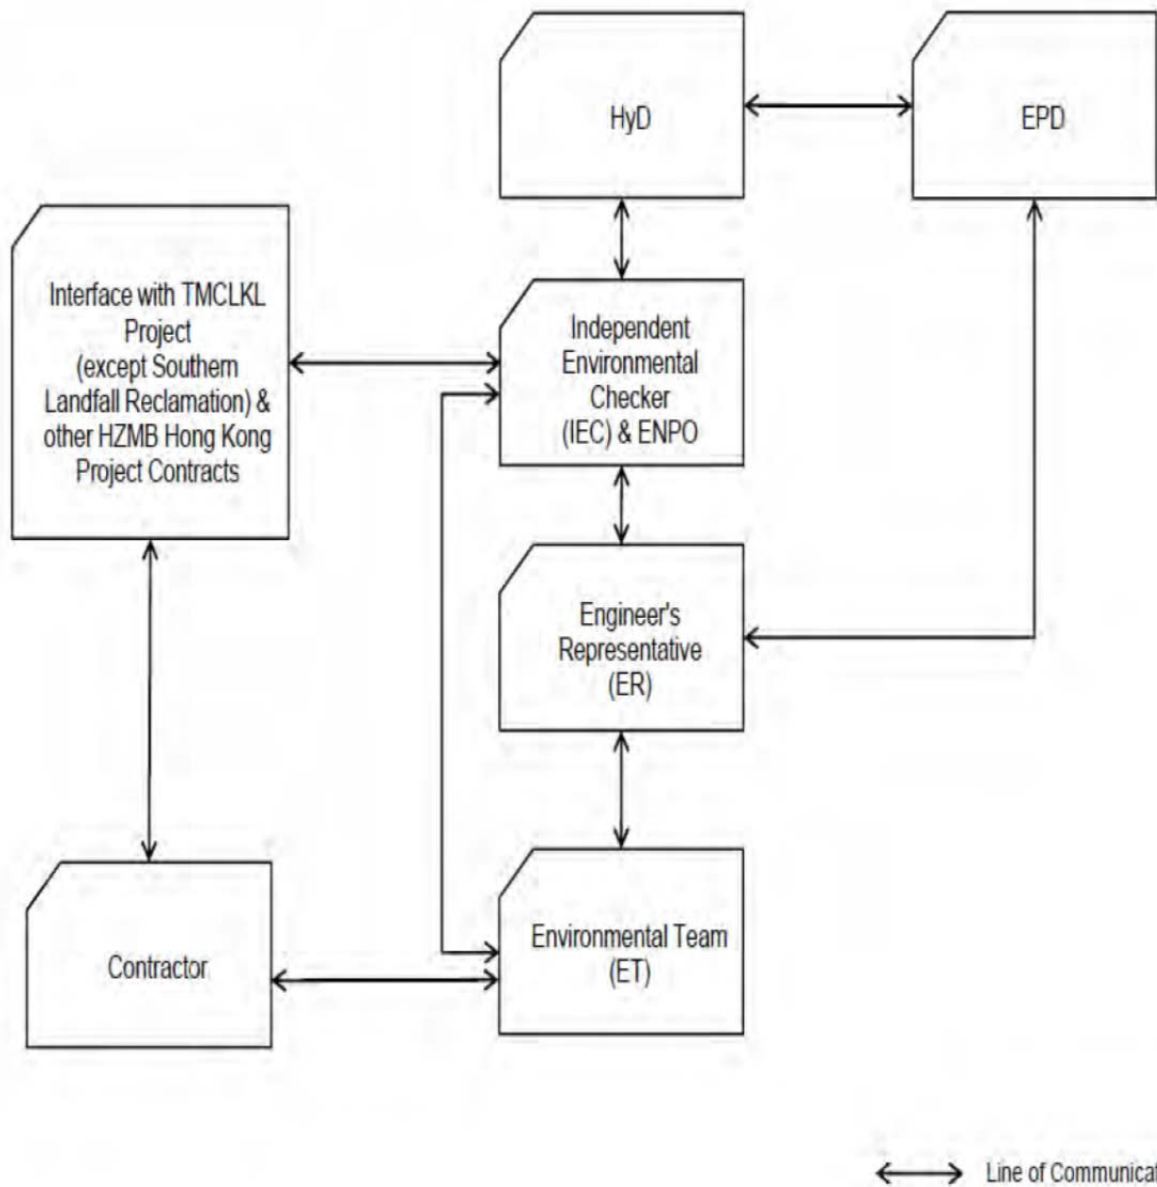 HyD
EPD
Interface with TMCLKL
Project
(except Southern
Landfall Reclamation) &
other HZMB Hong Kong
Project Contracts
Independent
Environmental
Checker
(IEC) & ENPO
Engineer's
Representative
(ER)
Contractor
Environmental Team
(ET)
Line of Communicat